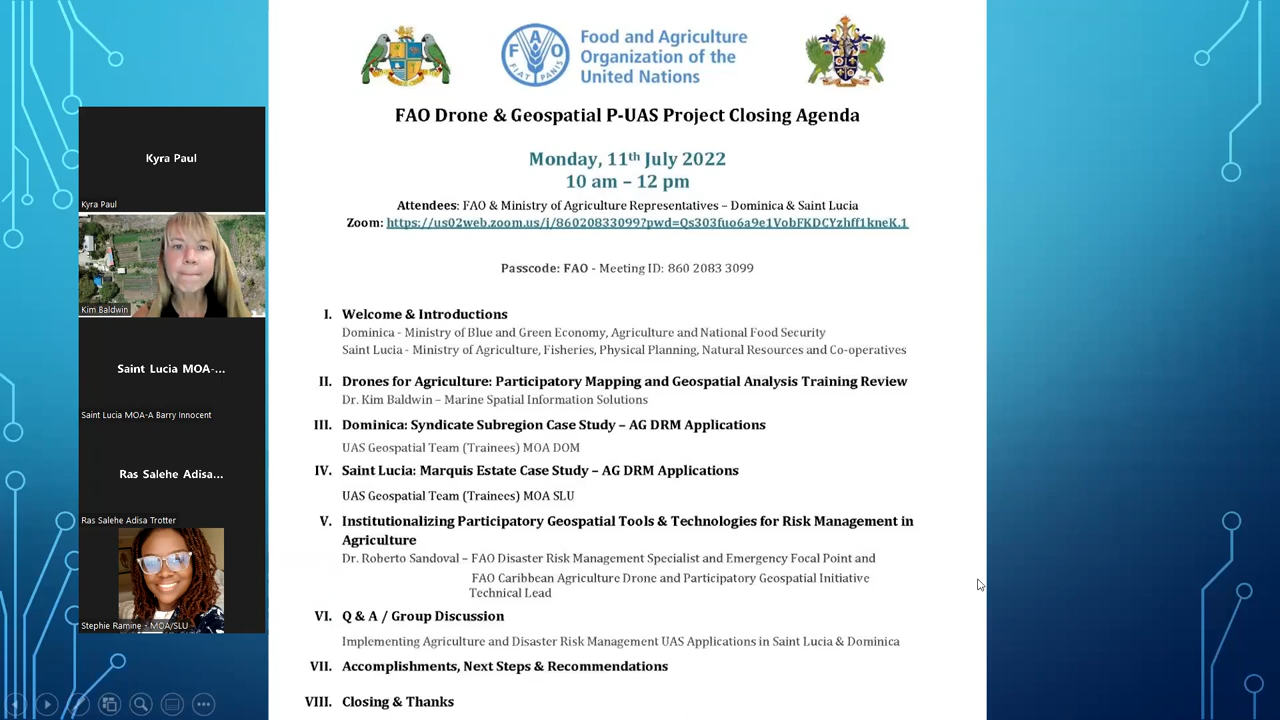 FAO
FIAT PANIS
Food and Agriculture
Organization of the
United Nations
FAO Drone & Geospatial P-UAS Project Closing Agenda
Monday, 11th July 2022
10 am – 12 pm
Attendees: FAO & Ministry of Agriculture Representatives – Dominica & Saint Lucia
Zoom: https://us02web.zoom.us/j/86020833099?pwd=Qs303fuo6a9e1VobFKDCYzhff1kneK.1
Passcode: FAO - Meeting ID: 860 2083 3099
I. Welcome & Introductions
Dominica - Ministry of Blue and Green Economy, Agriculture and National Food Security
Saint Lucia - Ministry of Agriculture, Fisheries, Physical Planning, Natural Resources and Co-operatives
II. Drones for Agriculture: Participatory Mapping and Geospatial Analysis Training Review
Dr. Kim Baldwin – Marine Spatial Information Solutions
III. Dominica: Syndicate Subregion Case Study – AG DRM Applications
UAS Geospatial Team (Trainees) MOA DOM
IV. Saint Lucia: Marquis Estate Case Study – AG DRM Applications
UAS Geospatial Team (Trainees) MOA SLU
V. Institutionalizing Participatory Geospatial Tools & Technologies for Risk Management in
Agriculture
Dr. Roberto Sandoval – FAO Disaster Risk Management Specialist and Emergency Focal Point and
FAO Caribbean Agriculture Drone and Participatory Geospatial Initiative
Technical Lead
VI. Q & A / Group Discussion
Implementing Agriculture and Disaster Risk Management UAS Applications in Saint Lucia & Dominica
VII. Accomplishments, Next Steps & Recommendations
VIII. Closing & Thanks
Kyra Paul
Kyra Paul
Kim Baldwin
Saint Lucia MOA-...
Saint Lucia MOA-A Barry Innocent
Ras Salehe Adisa...
Ras Salehe Adisa Trotter
Stephie Ramine - MOA/SLU